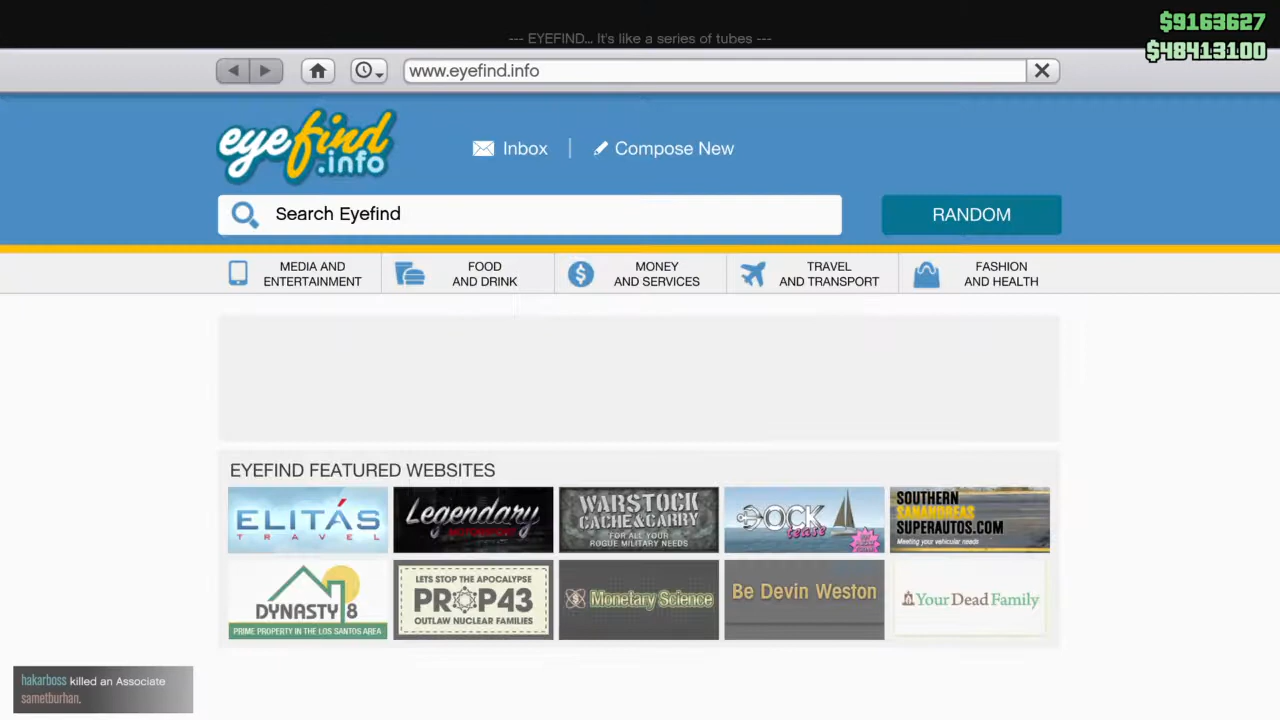 $9163627
$48413100
--- EYEFIND... It's like a series of tubes ---
www.eyefind.info
eyefind
.info
Inbox
Compose New
Search Eyefind
RANDOM
MEDIA AND
ENTERTAINMENT
FOOD
AND DRINK
MONEY
AND SERVICES
TRAVEL
AND TRANSPORT
FASHION
AND HEALTH
EYEFIND FEATURED WEBSITES
ELITÁS
TRAVEL
Legendary
MOTORSPORT
WARSTOCK
CACHE&CARRY
FOR ALL YOUR
ROGUE MILITARY NEEDS
DOCK
tease
SOUTHERN
SANANDREAS
SUPERAUTOS.COM
Meeting your vehicular needs
DYNASTY 8
PRIME PROPERTY IN THE LOS SANTOS AREA
LETS STOP THE APOCALYPSE
PROP43
OUTLAW NUCLEAR FAMILIES
Monetary Science
Be Devin Weston
Your Dead Family
hakarboss killed an Associate
sametburhan.